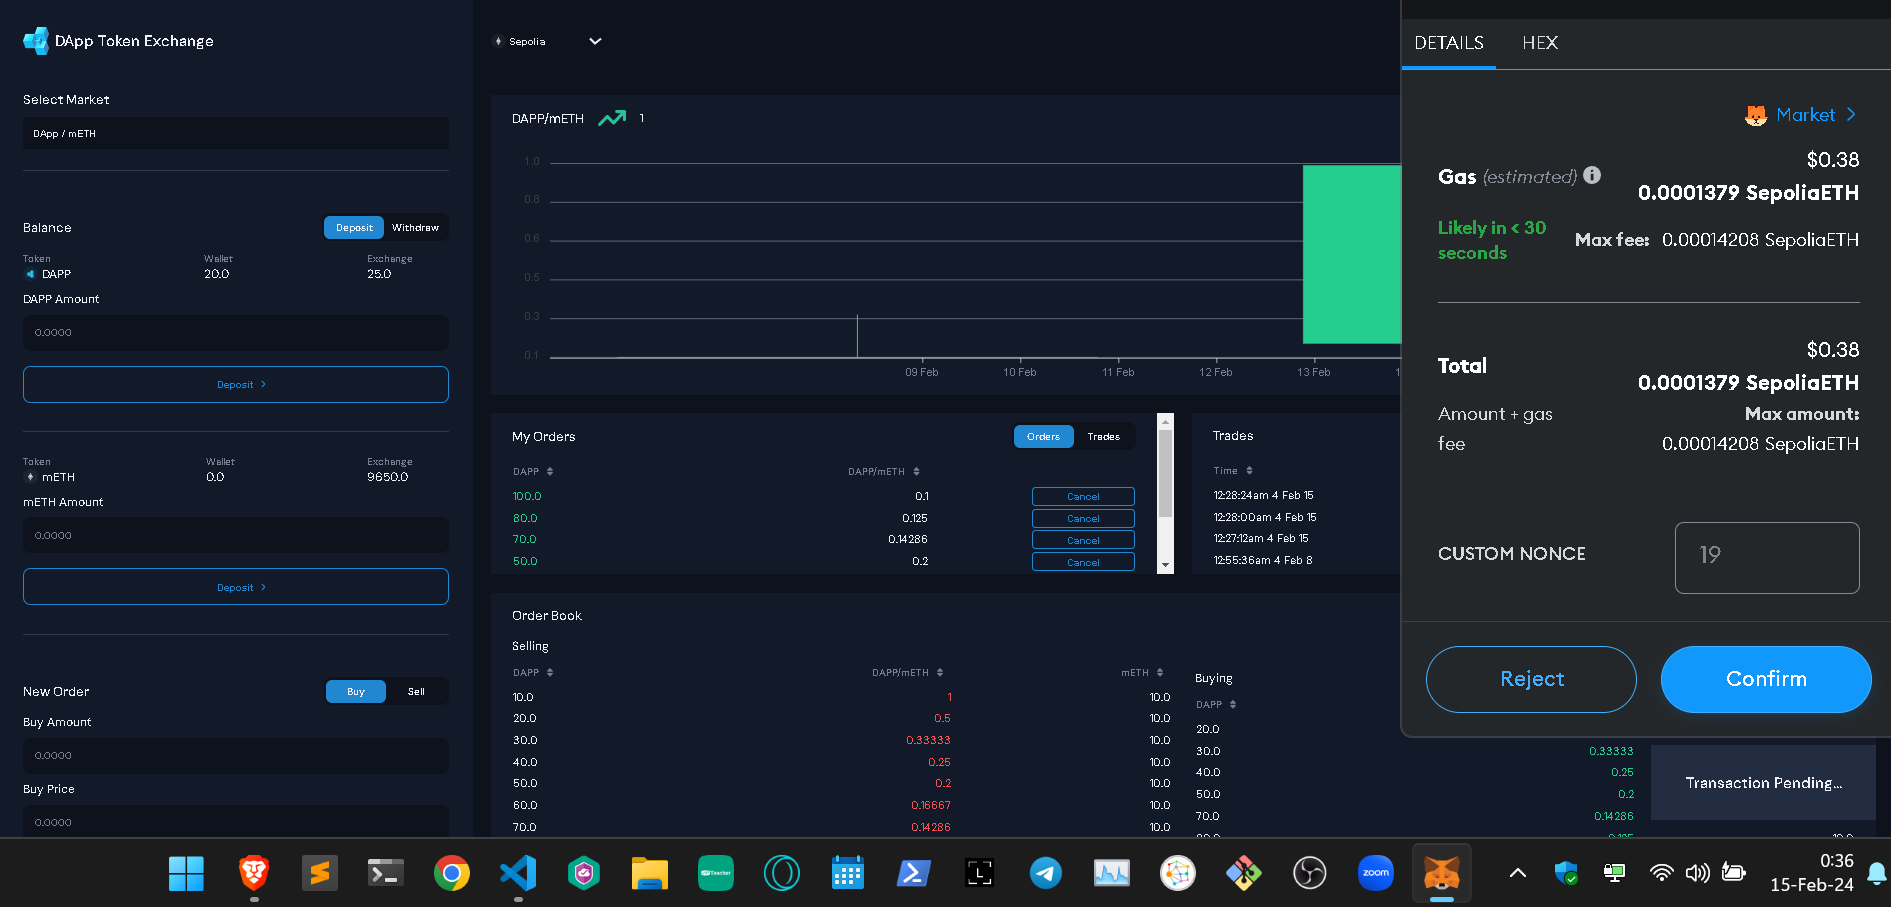 DApp Token Exchange
Select Market
DApp / mETH
Balance
Deposit Withdraw
Token Wallet Exchange
DAPP 20.0 25.0
DAPP Amount
0.0000
Deposit >
Token Wallet Exchange
mETH 0.0 9650.0
mETH Amount
0.0000
Deposit >
New Order
Buy Sell
Buy Amount
0.0000
Buy Price
0.0000
Sepolia
DAPP/mETH 1
1.0
0.8
0.6
0.5
0.3
0.1
09 Feb 10 Feb 11 Feb 12 Feb 13 Feb 1
My Orders
Orders Trades
DAPP DAPP/mETH
100.0 0.1 Cancel
80.0 0.125 Cancel
70.0 0.14286 Cancel
50.0 0.2 Cancel
Trades
Time
12:28:24am 4 Feb 15
12:28:00am 4 Feb 15
12:27:12am 4 Feb 15
12:55:36am 4 Feb 8
Order Book
Selling
DAPP DAPP/mETH mETH
10.0 1 10.0
20.0 0.5 10.0
30.0 0.33333 10.0
40.0 0.25 10.0
50.0 0.2 10.0
60.0 0.16667 10.0
70.0 0.14286 10.0
Buying
DAPP
20.0
30.0 0.33333
40.0 0.25
50.0 0.2
70.0 0.14286
DETAILS HEX
Market >
$0.38
Gas (estimated) 0.0001379 SepoliaETH
Likely in < 30 seconds
Max fee: 0.00014208 SepoliaETH
$0.38
Total 0.0001379 SepoliaETH
Amount + gas fee
Max amount:
0.00014208 SepoliaETH
CUSTOM NONCE 19
Reject Confirm
Transaction Pending...
zoom
0:36
15-Feb-24